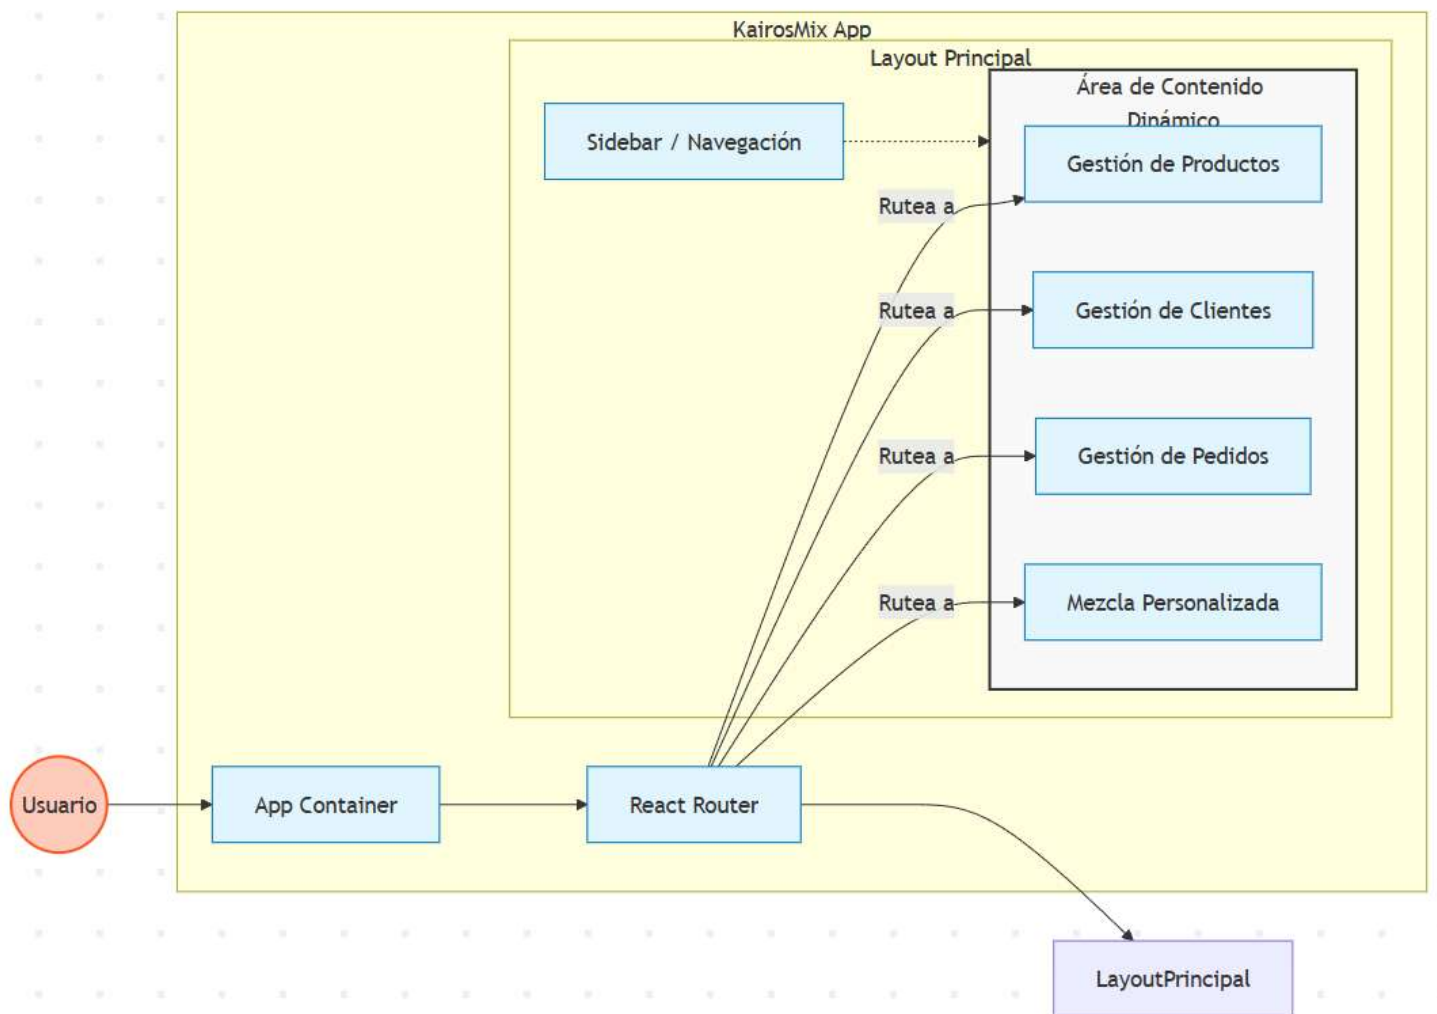 KairosMix App
Layout Principal
Área de Contenido
Dinámico
Sidebar / Navegación
Gestión de Productos
Rutea a
Rutea a
Gestión de Clientes
Rutea a
Gestión de Pedidos
Rutea a
Mezcla Personalizada
Usuario
App Container
React Router
LayoutPrincipal